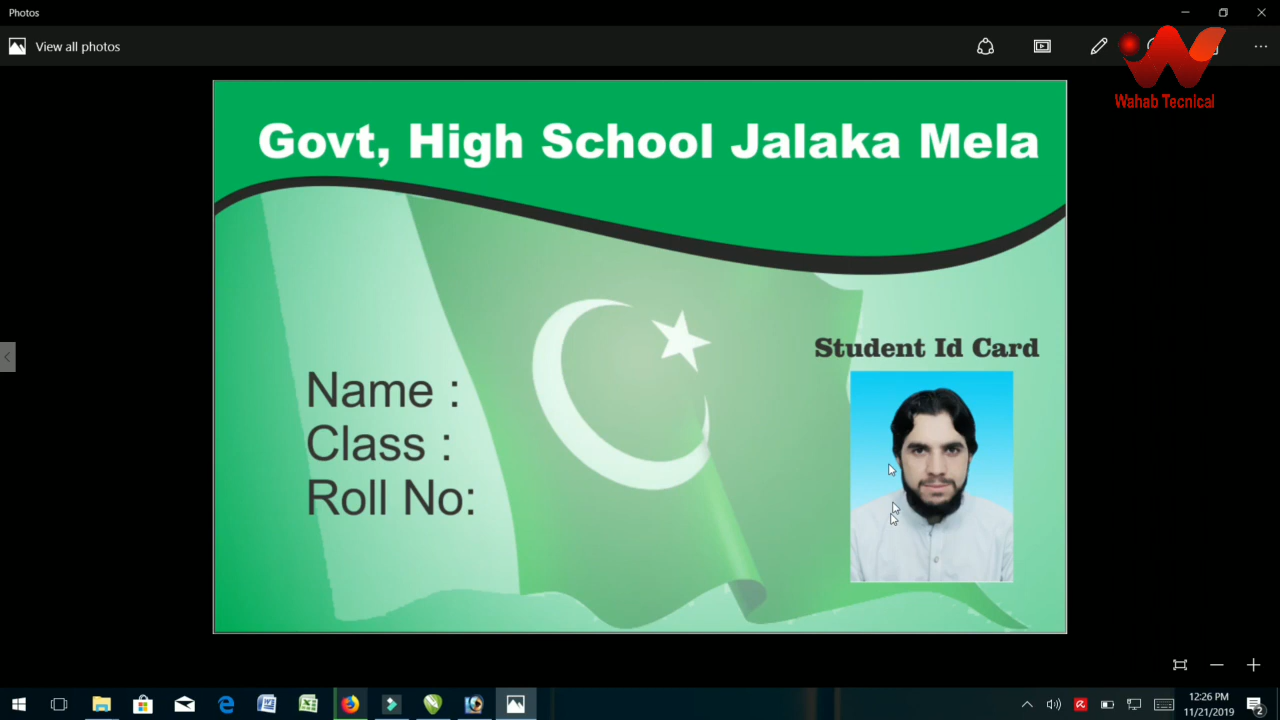 Photos
View all photos
Wahab Tecnical
Govt, High School Jalaka Mela
Student Id Card
Name :
Class :
Roll No:
12:26 PM
11/21/2019
2